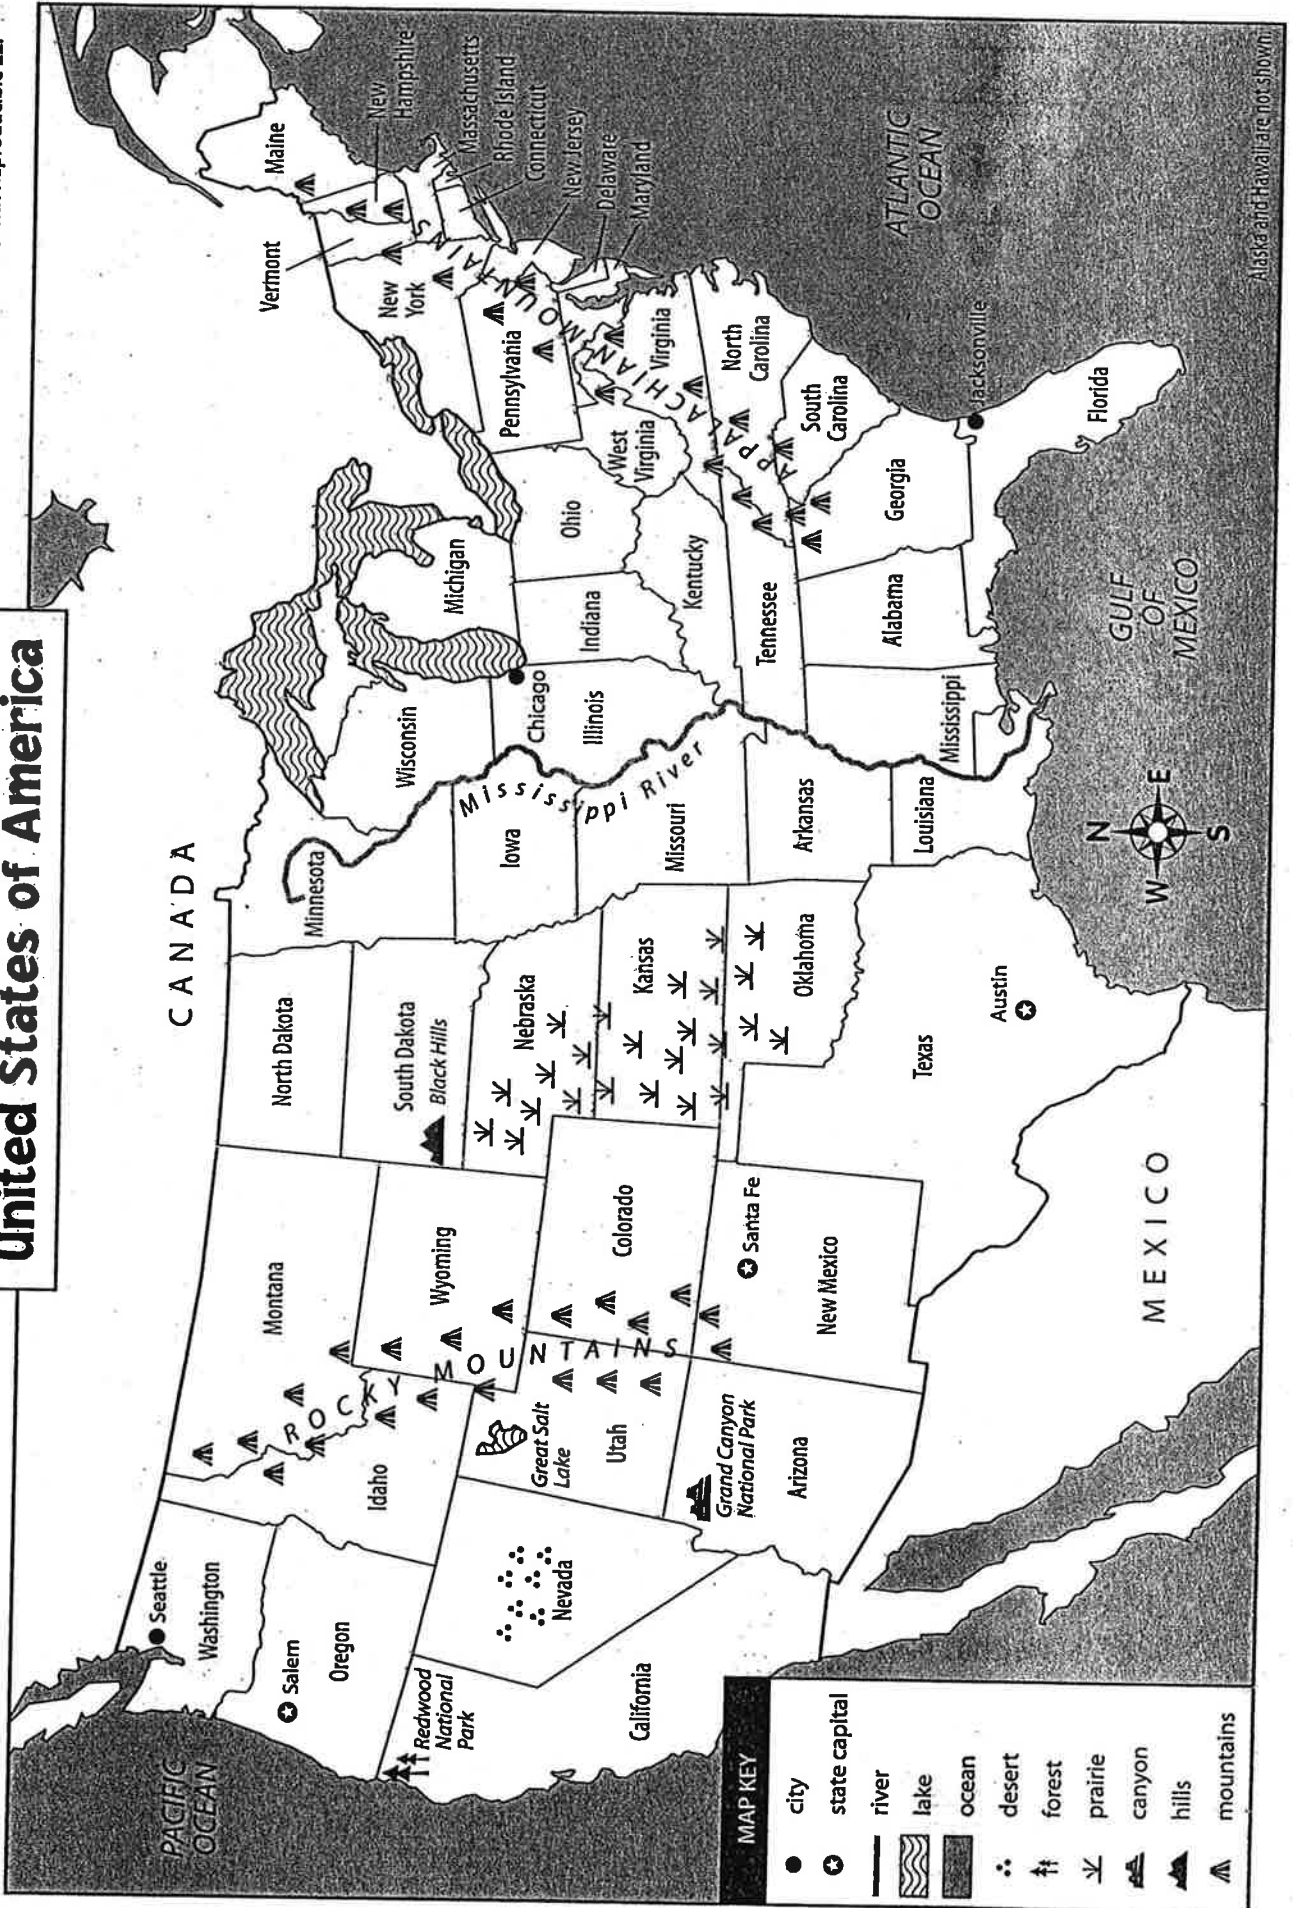 United States of America
CANADA
PACIFIC
OCEAN
Seattle
Washington
Salem
Oregon
Redwood
National
Park
California
Nevada
Idaho
Montana
ROCKY MOUNTAINS
Wyoming
Great Salt
Lake
Utah
Colorado
Grand Canyon
National Park
Arizona
Santa Fe
New Mexico
North Dakota
South Dakota
Black Hills
Nebraska
Kansas
Oklahoma
Texas
Austin
Minnesota
Iowa
Missouri
Arkansas
Louisiana
Mississippi River
Wisconsin
Chicago
Illinois
Michigan
Indiana
Ohio
Kentucky
Tennessee
Mississippi
Alabama
Georgia
Jacksonville
Florida
South
Carolina
North
Carolina
Virginia
West
Virginia
APPALACHIAN MOUNTAINS
Pennsylvania
New
York
Vermont
Maine
New
Hampshire
Massachusetts
Rhode Island
Connecticut
New Jersey
Delaware
Maryland
ATLANTIC
OCEAN
GULF
OF
MEXICO
MEXICO
N
W E
S
MAP KEY
city
state capital
river
lake
ocean
desert
forest
prairie
canyon
hills
mountains
Alaska and Hawaii are not shown.